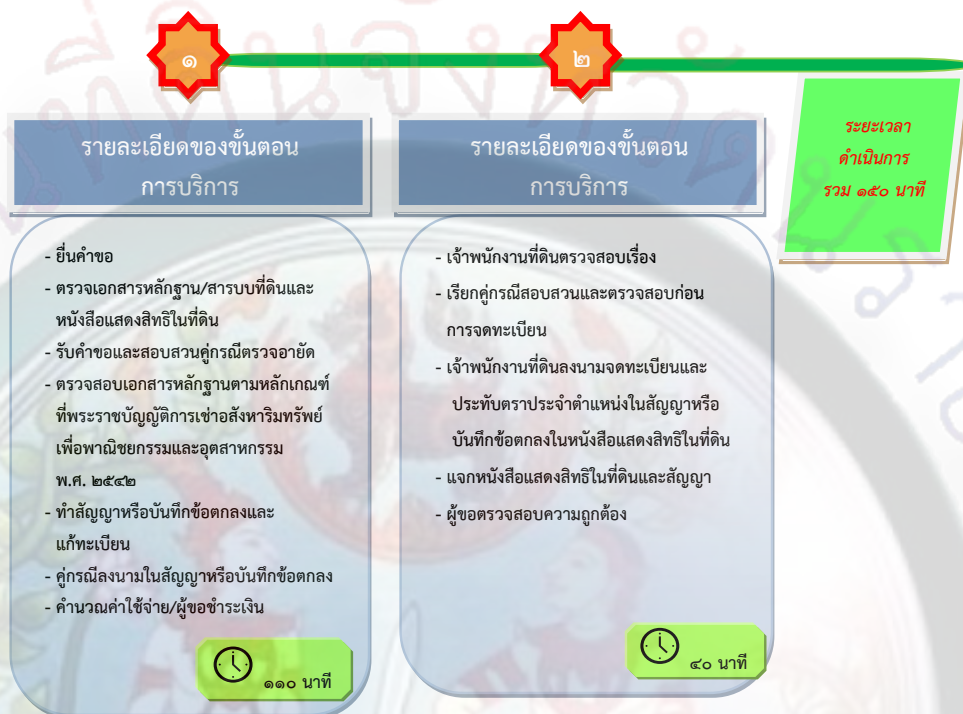 ๑
๒
รายละเอียดของขั้นตอน
การบริการ
- ยื่นคำขอ
- ตรวจเอกสารหลักฐาน/สารบบที่ดินและ
หนังสือแสดงสิทธิในที่ดิน
- รับคำขอและสอบสวนคู่กรณีตรวจอายัด
- ตรวจสอบเอกสารหลักฐานตามหลักเกณฑ์
ที่พระราชบัญญัติการเช่าอสังหาริมทรัพย์
เพื่อพาณิชยกรรมและอุตสาหกรรม
พ.ศ. ๒๕๔๒
- ทำสัญญาหรือบันทึกข้อตกลงและ
แก้ทะเบียน
- คู่กรณีลงนามในสัญญาหรือบันทึกข้อตกลง
- คำนวณค่าใช้จ่าย/ผู้ขอชำระเงิน
๑๑๐ นาที
รายละเอียดของขั้นตอน
การบริการ
- เจ้าพนักงานที่ดินตรวจสอบเรื่อง
- เรียกคู่กรณีสอบสวนและตรวจสอบก่อน
การจดทะเบียน
- เจ้าพนักงานที่ดินลงนามจดทะเบียนและ
ประทับตราประจำตำแหน่งในสัญญาหรือ
บันทึกข้อตกลงในหนังสือแสดงสิทธิในที่ดิน
- แจกหนังสือแสดงสิทธิในที่ดินและสัญญา
- ผู้ขอตรวจสอบความถูกต้อง
๔๐ นาที
ระยะเวลา
ดำเนินการ
รวม ๑๕๐ นาที